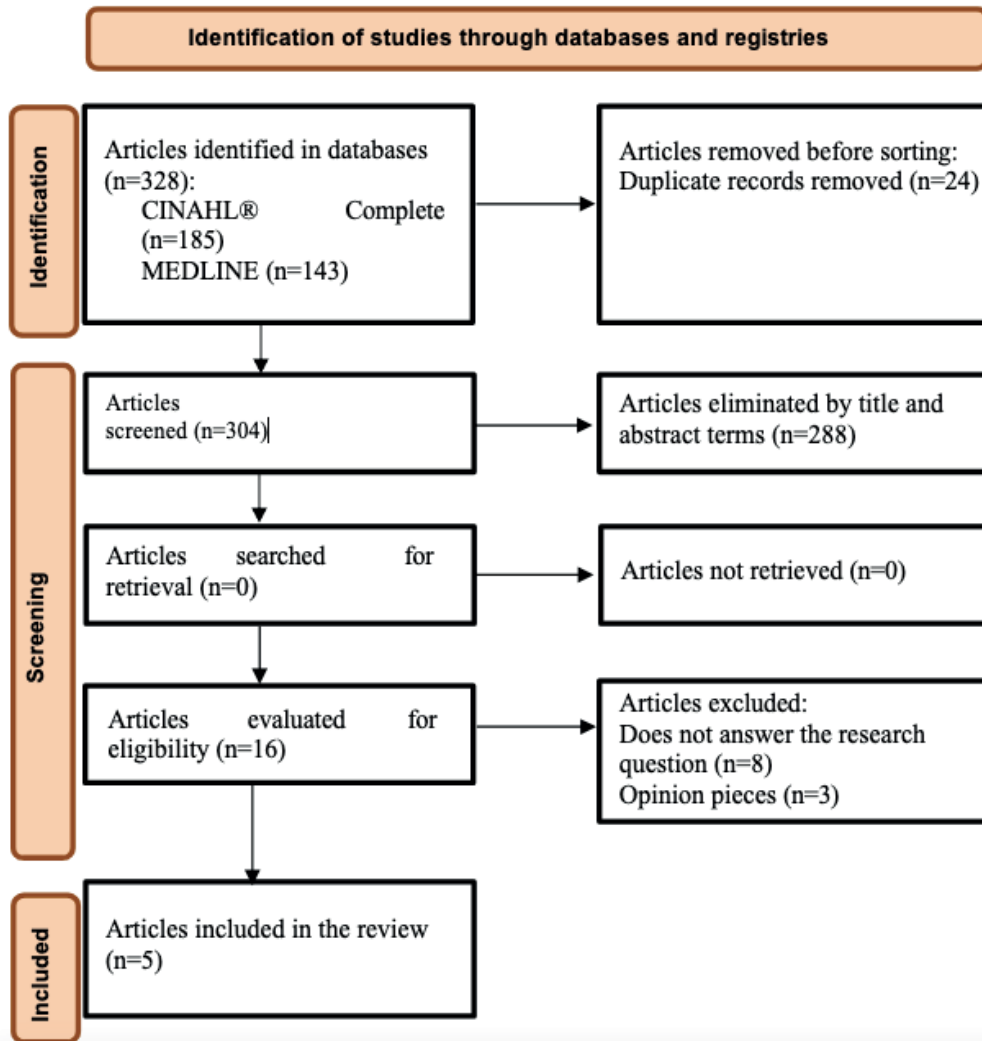 Identification of studies through databases and registries
Identification
Articles identified in databases
(n=328):
CINAHL® Complete
(n=185)
MEDLINE (n=143)
Articles removed before sorting:
Duplicate records removed (n=24)
Screening
Articles
screened (n=304)
Articles eliminated by title and
abstract terms (n=288)
Articles searched for
retrieval (n=0)
Articles not retrieved (n=0)
Articles evaluated for
eligibility (n=16)
Articles excluded:
Does not answer the research
question (n=8)
Opinion pieces (n=3)
Included
Articles included in the review
(n=5)